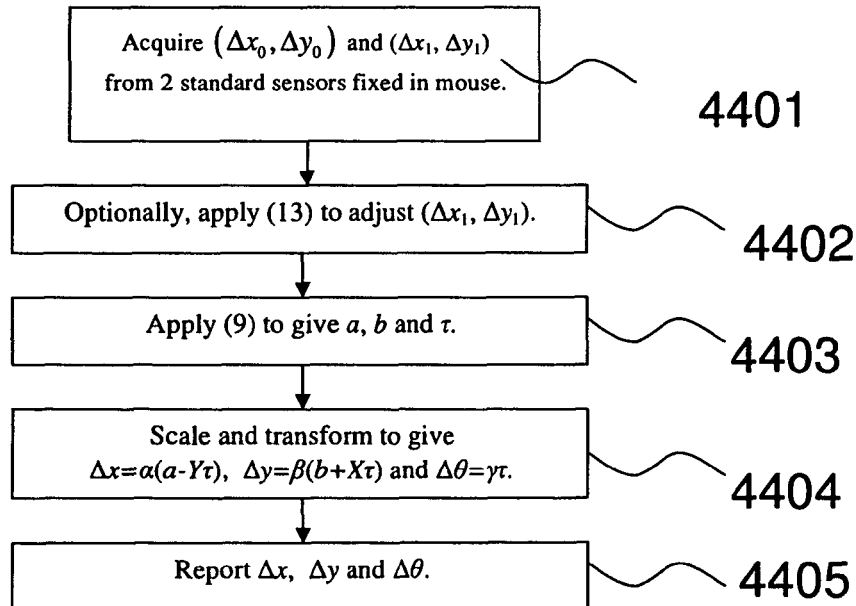 Acquire (Δx₀, Δy₀) and (Δx₁, Δy₁)
from 2 standard sensors fixed in mouse.
4401
Optionally, apply (13) to adjust (Δx₁, Δy₁).
4402
Apply (9) to give a, b and τ.
4403
Scale and transform to give
Δx=α(a-Yτ), Δy=β(b+Xτ) and Δθ=γτ.
4404
Report Δx, Δy and Δθ.
4405